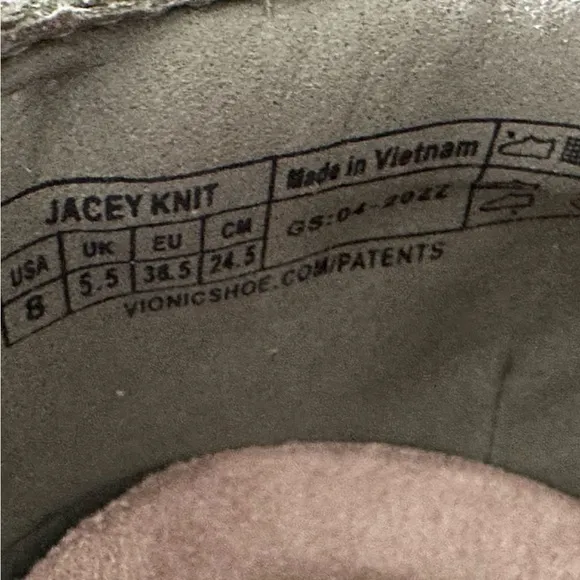 JACEY KNIT
USA UK EU CM
8 5.5 38.5 24.5
Made in Vietnam
GS:04-2022
VIONICSHOE.COM/PATENTS